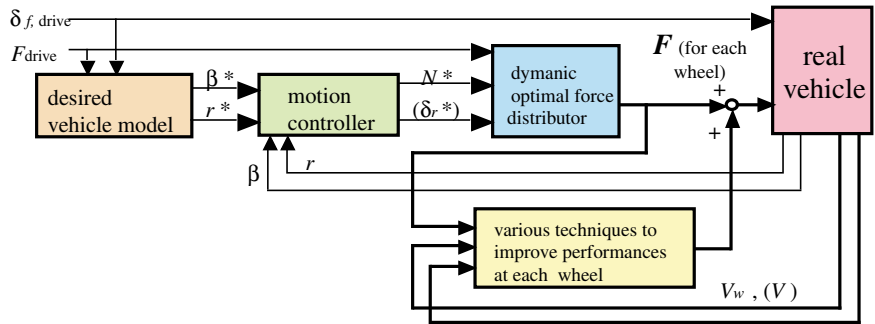 δ f, drive
F drive
desired
vehicle model
β *
r *
motion
controller
N *
(δr*)
dymanic
optimal force
distributor
F (for each
wheel)
+
+
real
vehicle
β
r
various techniques to
improve performances
at each wheel
Vw , (V)